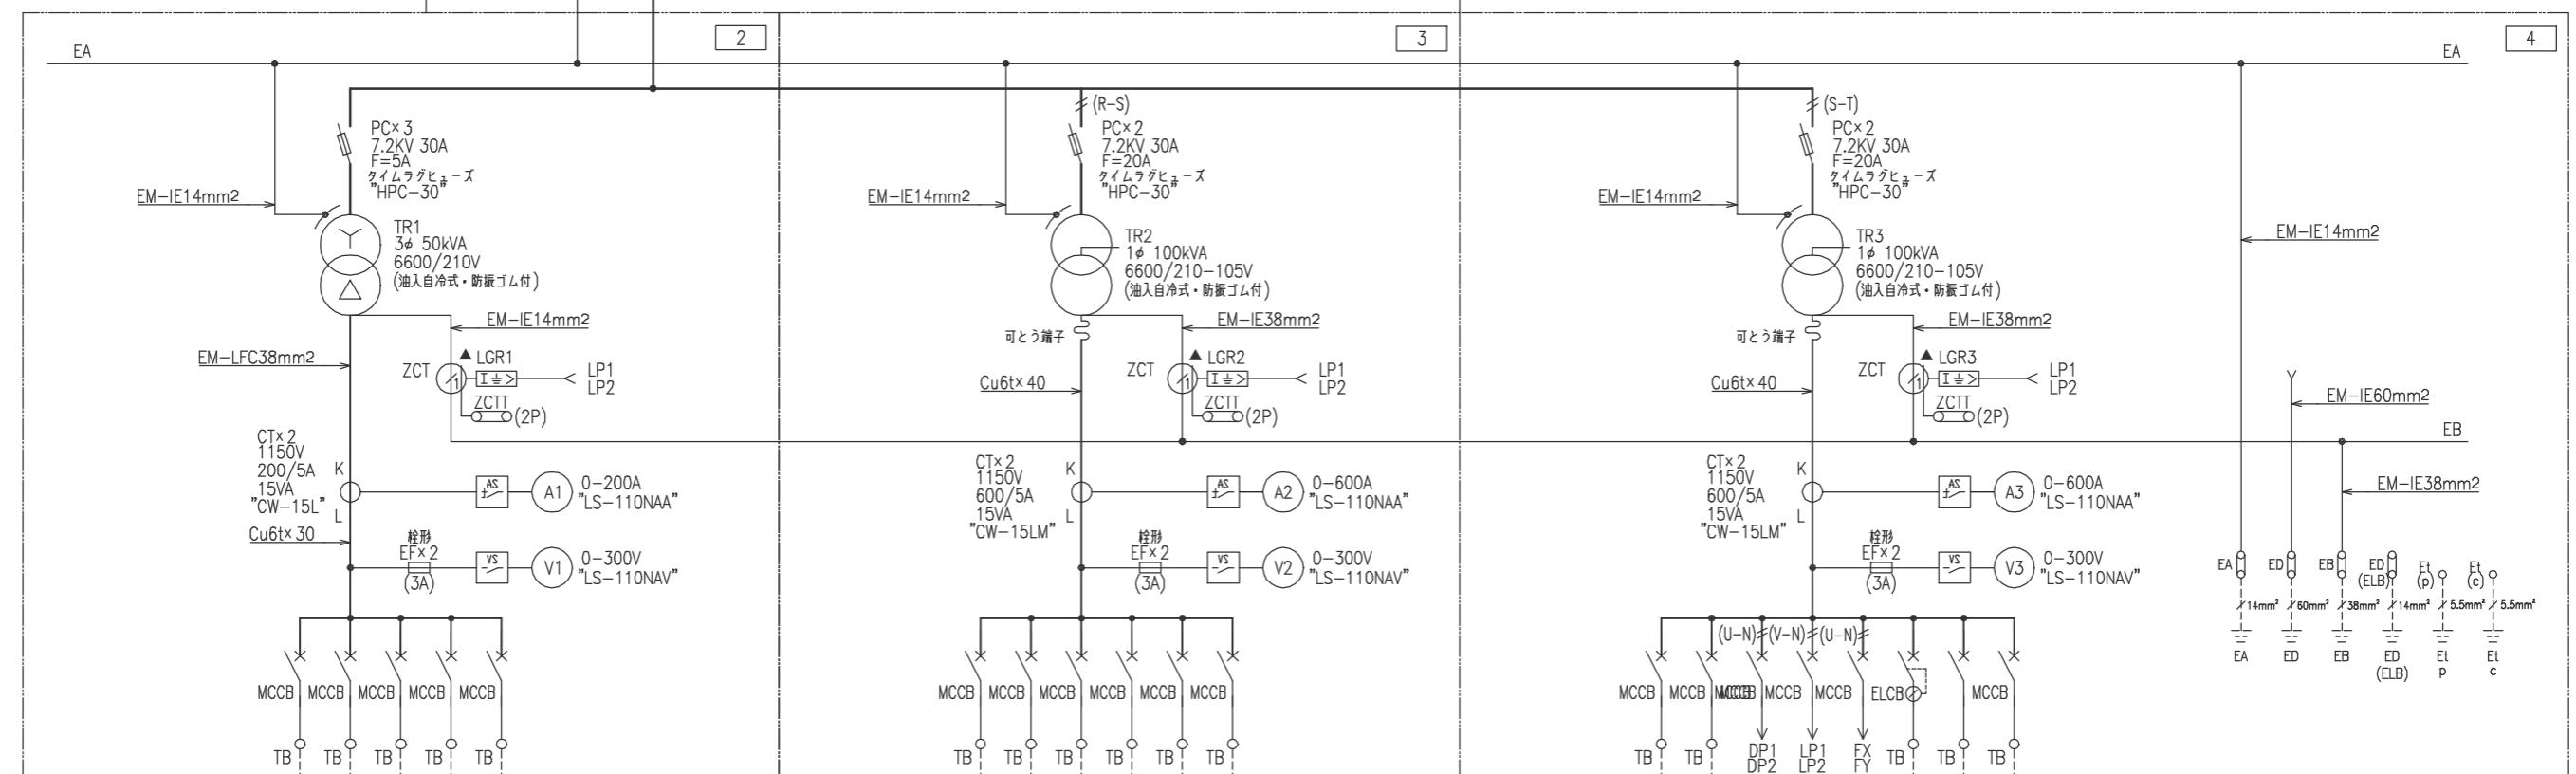 2
3
4
EA
EA
PC×3
7.2KV 30A
F=5A
タイムラグヒューズ
"HPC-30"
EM-IE14mm2
TR1
3φ 50kVA
6600/210V
(油入自冷式・防振ゴム付)
EM-IE14mm2
EM-LFC38mm2
ZCT
▲ LGR1
I
LP1
LP2
ZCTT
(2P)
CT×2
1150V
200/5A
15VA
"CW-15L"
K
L
AS
A1
0-200A
"LS-110NAA"
Cu6t×30
栓形
EF×2
(3A)
VS
V1
0-300V
"LS-110NAV"
MCCB MCCB MCCB MCCB MCCB
TB TB TB TB TB
(R-S)
PC×2
7.2KV 30A
F=20A
タイムラグヒューズ
"HPC-30"
EM-IE14mm2
TR2
1φ 100kVA
6600/210-105V
(油入自冷式・防振ゴム付)
可とう端子
EM-IE38mm2
ZCT
▲ LGR2
I
LP1
LP2
ZCTT
(2P)
Cu6t×40
CT×2
1150V
600/5A
15VA
"CW-15LM"
K
L
AS
A2
0-600A
"LS-110NAA"
栓形
EF×2
(3A)
VS
V2
0-300V
"LS-110NAV"
MCCB MCCB MCCB MCCB MCCB MCCB
TB TB TB TB TB TB
(S-T)
PC×2
7.2KV 30A
F=20A
タイムラグヒューズ
"HPC-30"
EM-IE14mm2
TR3
1φ 100kVA
6600/210-105V
(油入自冷式・防振ゴム付)
可とう端子
EM-IE38mm2
ZCT
▲ LGR3
I
LP1
LP2
ZCTT
(2P)
Cu6t×40
EB
CT×2
1150V
600/5A
15VA
"CW-15LM"
K
L
AS
A3
0-600A
"LS-110NAA"
栓形
EF×2
(3A)
VS
V3
0-300V
"LS-110NAV"
(U-N) (V-N) (U-N)
MCCB MCCB MCCB MCCB ELCB MCCB
TB TB DP1 LP1 FX TB TB TB
DP2 LP2 FY
EM-IE14mm2
EM-IE60mm2
EM-IE38mm2
EA ED EB ED Et Et
(ELB) (p) (c)
14mm² 60mm² 38mm² 14mm² 5.5mm² 5.5mm²
EA ED EB ED Et Et
(ELB) p c